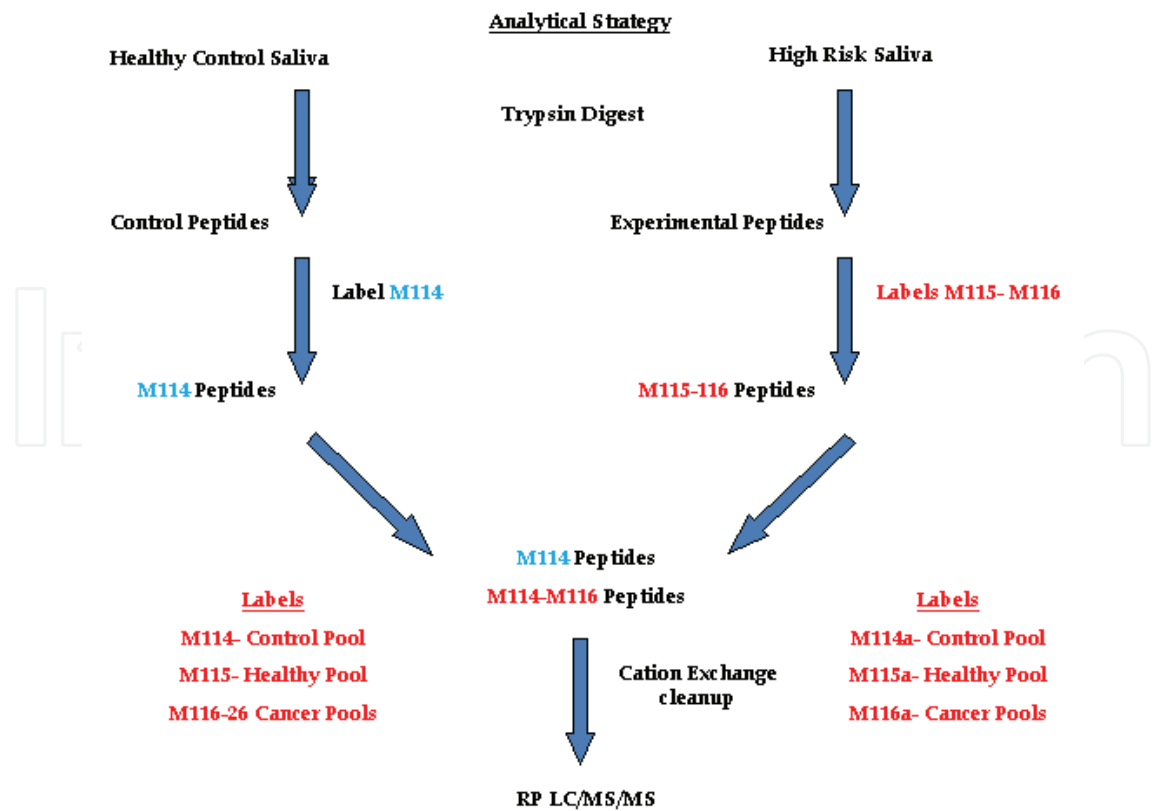 Analytical Strategy
Healthy Control Saliva
High Risk Saliva
Trypsin Digest
Control Peptides
Experimental Peptides
Label M114
Labels M115- M116
M114 Peptides
M115-116 Peptides
M114 Peptides
M114-M116 Peptides
Labels
M114- Control Pool
M115- Healthy Pool
M116-26 Cancer Pools
Labels
M114a- Control Pool
M115a- Healthy Pool
M116a- Cancer Pools
Cation Exchange
cleanup
RP LC/MS/MS